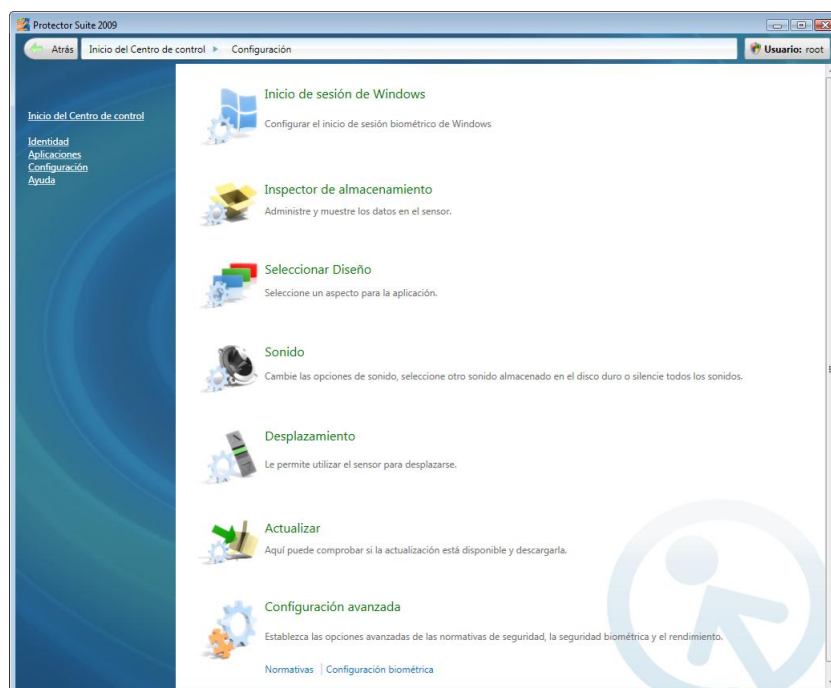 Protector Suite 2009
Atrás Inicio del Centro de control Configuración Usuario: root
Inicio del Centro de control
Identidad
Aplicaciones
Configuración
Ayuda
Inicio de sesión de Windows
Configurar el inicio de sesión biométrico de Windows
Inspector de almacenamiento
Administre y muestre los datos en el sensor.
Seleccionar Diseño
Seleccione un aspecto para la aplicación.
Sonido
Cambie las opciones de sonido, seleccione otro sonido almacenado en el disco duro o silencie todos los sonidos.
Desplazamiento
Le permite utilizar el sensor para desplazarse.
Actualizar
Aquí puede comprobar si la actualización está disponible y descargarla.
Configuración avanzada
Establezca las opciones avanzadas de las normativas de seguridad, la seguridad biométrica y el rendimiento.
Normativas | Configuración biométrica